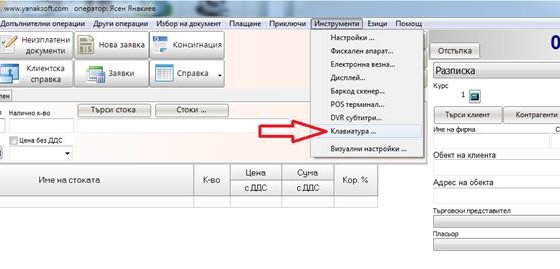 www.yanaksoft.com оператор: Ясен Янакиев
Допълнителни операции Други операции Избор на документ Плащане Приключи Инструменти Езици Помощ
Неизплатени документи
Нова заявка
Консигнация
Клиентска справка
Заявки
Справка
Настройки ...
Фискален апарат...
Електронна везна...
Дисплей...
Баркод скенер...
POS терминал...
DVR субтитри...
Клавиатура ...
Визуални настройки ...
Отстъпка
0
Разписка
Курс
1
Търси клиент
Контрагенти
Име на фирма
Обект на клиента
Адрес на обекта
Търговски представител
Пласьор
Налично к-во
Търси стока
Стоки ...
Цена без ДДС
Име на стоката
К-во
Цена
с ДДС
Сума
с ДДС
Кор. %